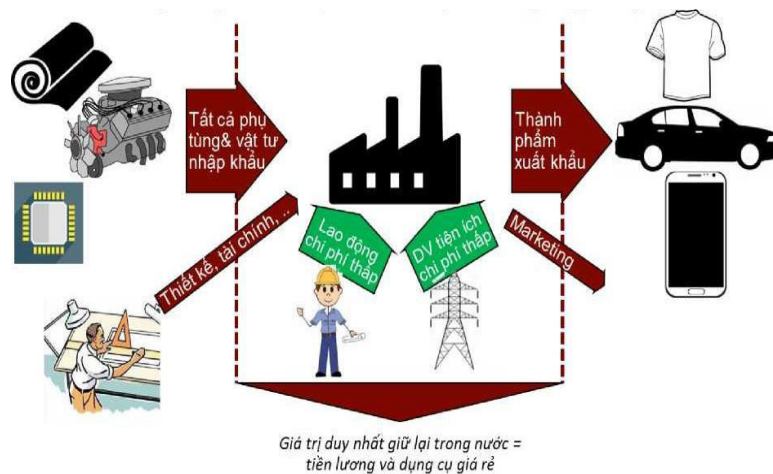 Tất cả phụ
tùng& vật tư
nhập khẩu
Thành
phẩm
xuất khẩu
Thiết kế, tài chính, ..
Lao động
chi phí thấp
DV tiện ích
chi phí thấp
Marketing
Giá trị duy nhất giữ lại trong nước =
tiền lương và dụng cụ giá rẻ